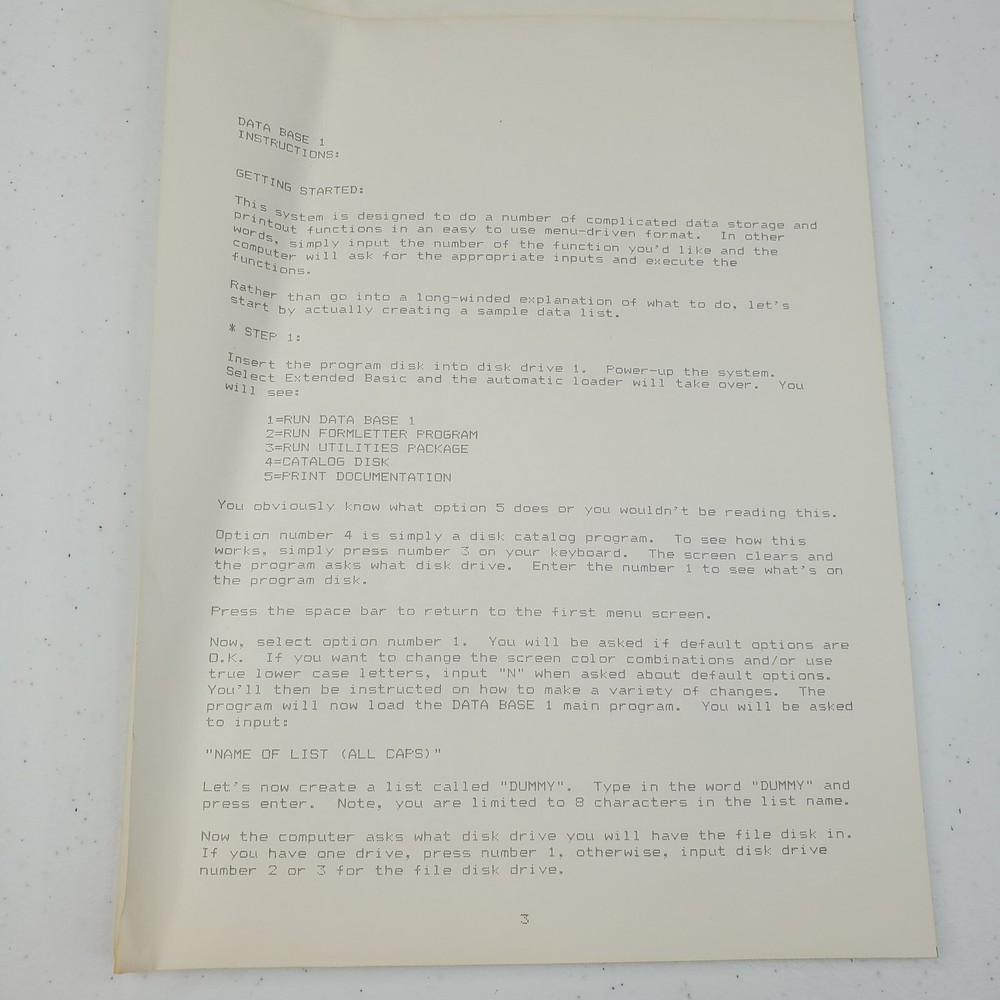 DATA BASE 1
INSTRUCTIONS:
GETTING STARTED:
This system is designed to do a number of complicated data storage and
printout functions in an easy to use menu-driven format.  In other
words, simply input the number of the function you'd like and the
computer will ask for the appropriate inputs and execute the
functions.
Rather than go into a long-winded explanation of what to do, let's
start by actually creating a sample data list.
* STEP 1:
Insert the program disk into disk drive 1.  Power-up the system.
Select Extended Basic and the automatic loader will take over.  You
will see:
1=RUN DATA BASE 1
2=RUN FORMLETTER PROGRAM
3=RUN UTILITIES PACKAGE
4=CATALOG DISK
5=PRINT DOCUMENTATION
You obviously know what option 5 does or you wouldn't be reading this.
Option number 4 is simply a disk catalog program.  To see how this
works, simply press number 3 on your keyboard.  The screen clears and
the program asks what disk drive.  Enter the number 1 to see what's on
the program disk.
Press the space bar to return to the first menu screen.
Now, select option number 1.  You will be asked if default options are
O.K.  If you want to change the screen color combinations and/or use
true lower case letters, input "N" when asked about default options.
You'll then be instructed on how to make a variety of changes.  The
program will now load the DATA BASE 1 main program.  You will be asked
to input:
"NAME OF LIST (ALL CAPS)"
Let's now create a list called "DUMMY".  Type in the word "DUMMY" and
press enter.  Note, you are limited to 8 characters in the list name.
Now the computer asks what disk drive you will have the file disk in.
If you have one drive, press number 1, otherwise, input disk drive
number 2 or 3 for the file disk drive.
3